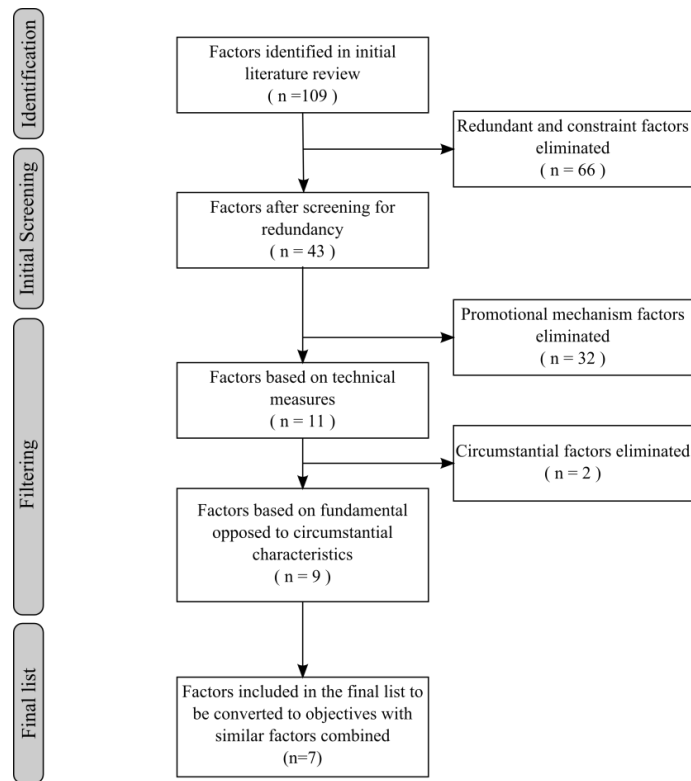 Identification
Factors identified in initial
literature review
( n =109 )
Redundant and constraint factors
eliminated
( n = 66 )
Initial Screening
Factors after screening for
redundancy
( n = 43 )
Promotional mechanism factors
eliminated
( n = 32 )
Filtering
Factors based on technical
measures
( n = 11 )
Circumstantial factors eliminated
( n = 2 )
Factors based on fundamental
opposed to circumstantial
characteristics
( n = 9 )
Final list
Factors included in the final list to
be converted to objectives with
similar factors combined
(n=7)